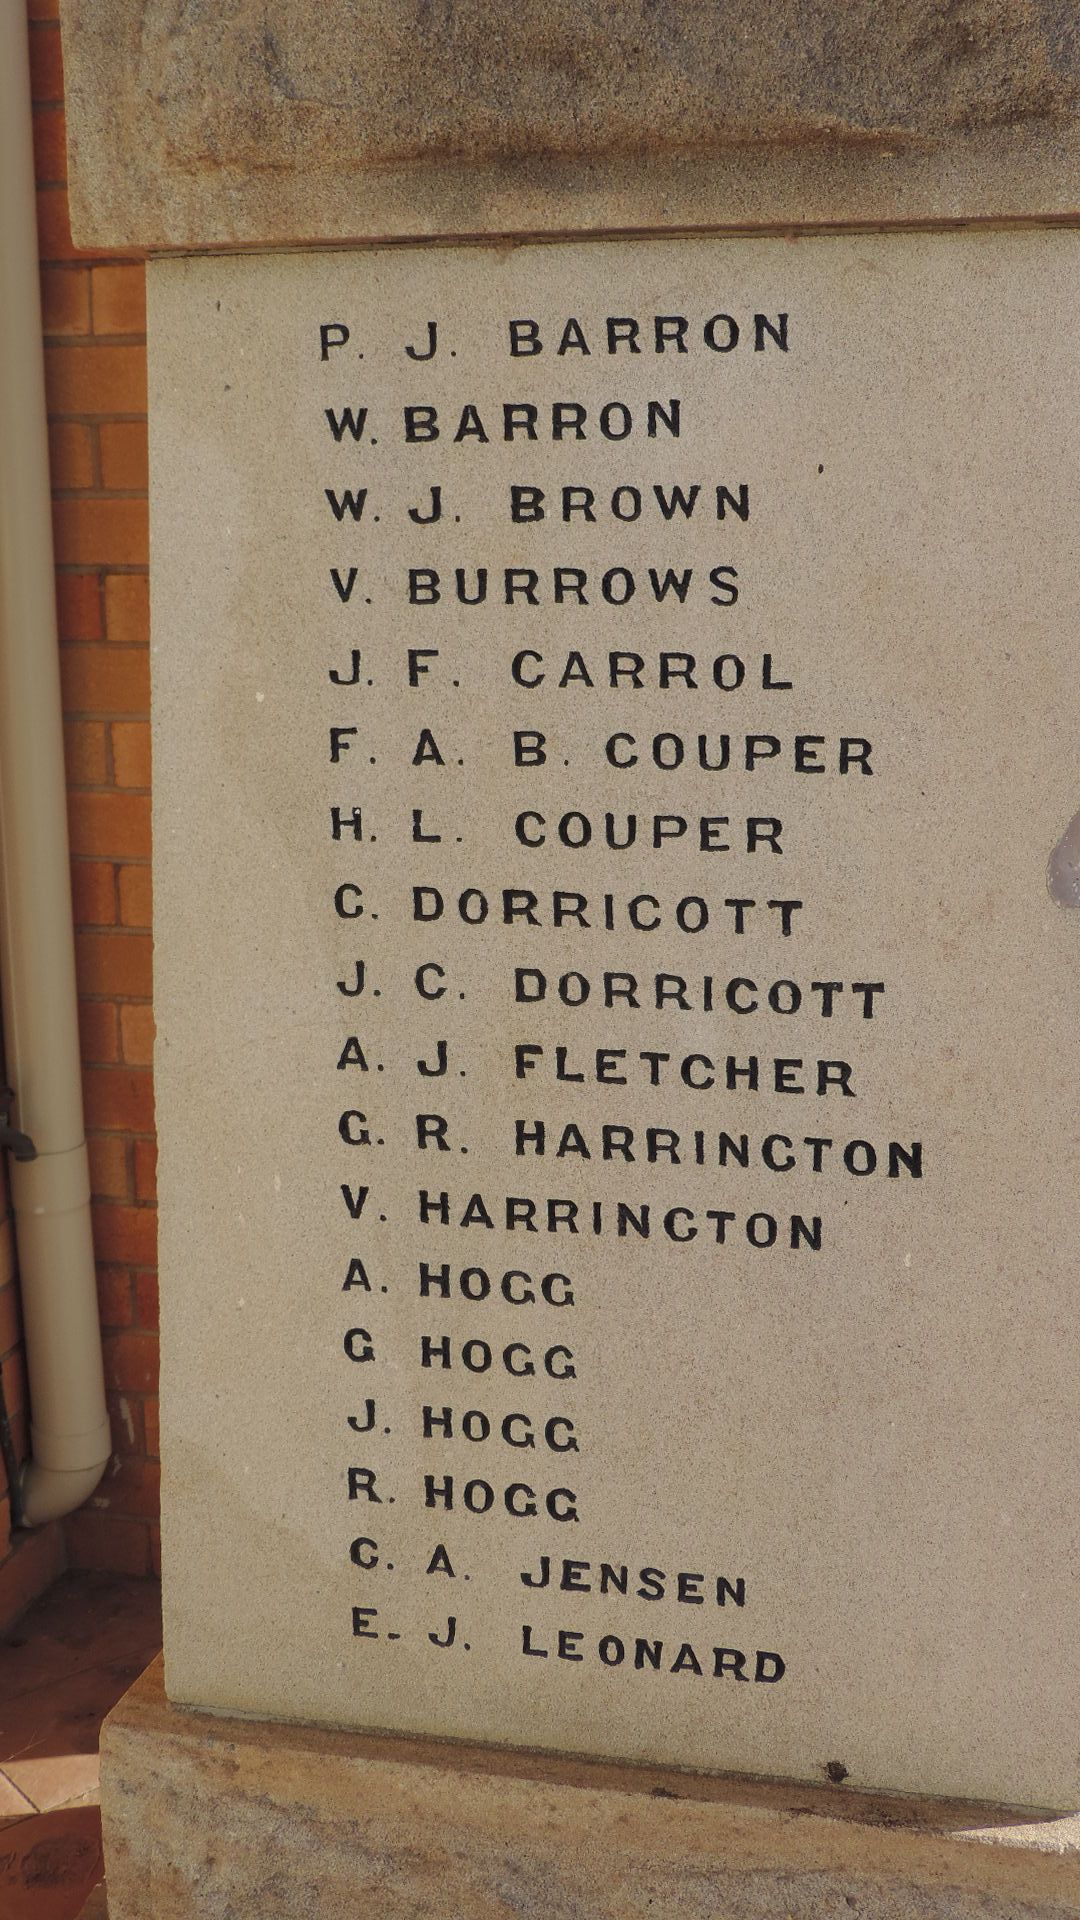 P. J. BARRON
W. BARRON
W. J. BROWN
V. BURROWS
J. F. CARROL
F. A. B. COUPER
H. L. COUPER
C. DORRICOTT
J. C. DORRICOTT
A. J. FLETCHER
G. R. HARRINGTON
V. HARRINGTON
A. HOGG
G HOGG
J. HOGG
R. HOGG
C. A. JENSEN
E. J. LEONARD